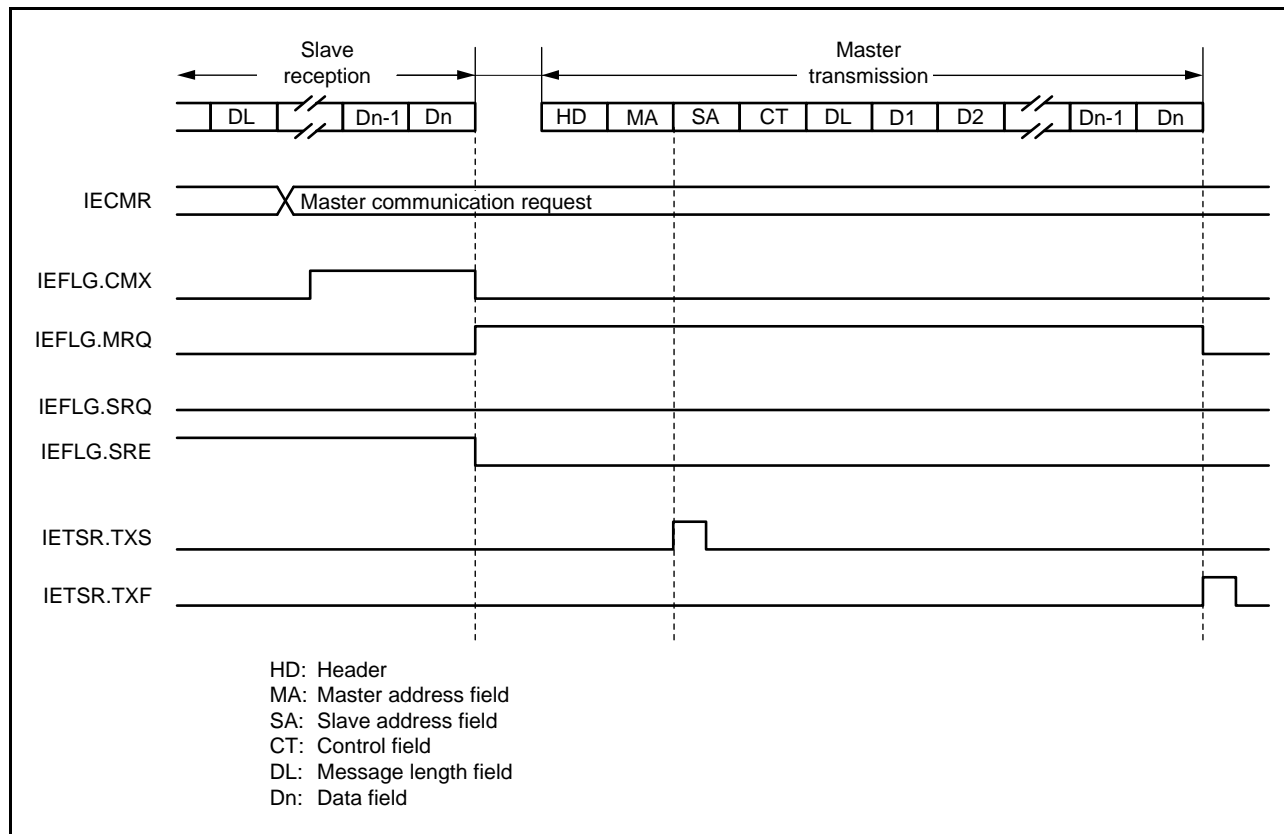 Slave
reception
Master
transmission
DL Dn-1 Dn HD MA SA CT DL D1 D2 Dn-1 Dn
IECMR Master communication request
IEFLG.CMX
IEFLG.MRQ
IEFLG.SRQ
IEFLG.SRE
IETSR.TXS
IETSR.TXF
HD: Header
MA: Master address field
SA: Slave address field
CT: Control field
DL: Message length field
Dn: Data field